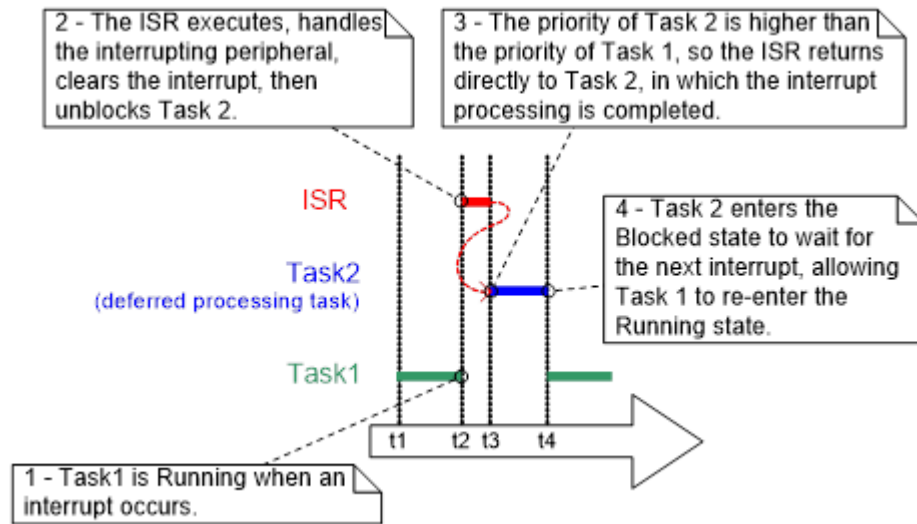 2 - The ISR executes, handles
the interrupting peripheral,
clears the interrupt, then
unblocks Task 2.
3 - The priority of Task 2 is higher than
the priority of Task 1, so the ISR returns
directly to Task 2, in which the interrupt
processing is completed.
ISR
4 - Task 2 enters the
Blocked state to wait for
the next interrupt, allowing
Task 1 to re-enter the
Running state.
Task2
(deferred processing task)
Task1
t1 t2 t3 t4
1 - Task1 is Running when an
interrupt occurs.